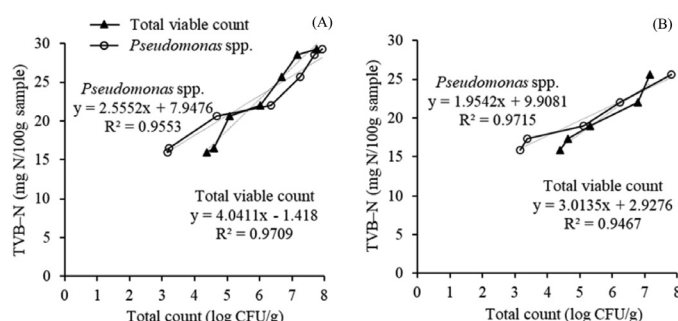 Total viable count
Pseudomonas spp.
(A)
TVB–N (mg N/100g sample)
30
25
20
15
10
5
0
Pseudomonas spp.
y = 2.5552x + 7.9476
R² = 0.9553
Total viable count
y = 4.0411x - 1.418
R² = 0.9709
0 1 2 3 4 5 6 7 8
Total count (log CFU/g)
(B)
TVB–N (mg N/100g sample)
30
25
20
15
10
5
0
Pseudomonas spp.
y = 1.9542x + 9.9081
R² = 0.9715
Total viable count
y = 3.0135x + 2.9276
R² = 0.9467
0 1 2 3 4 5 6 7 8
Total count (log CFU/g)